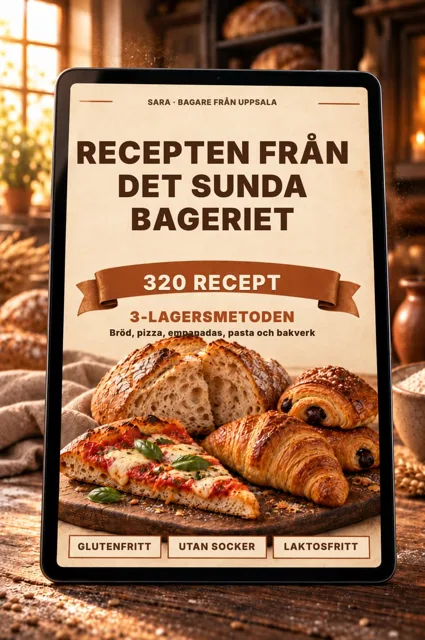 SARA · BAGARE FRÅN UPPSALA
RECEPTEN FRÅN
DET SUNDA
BAGERIET
320 RECEPT
3-LAGERSMETODEN
Bröd, pizza, empanadas, pasta och bakverk
GLUTENFRITT
UTAN SOCKER
LAKTOSFRITT